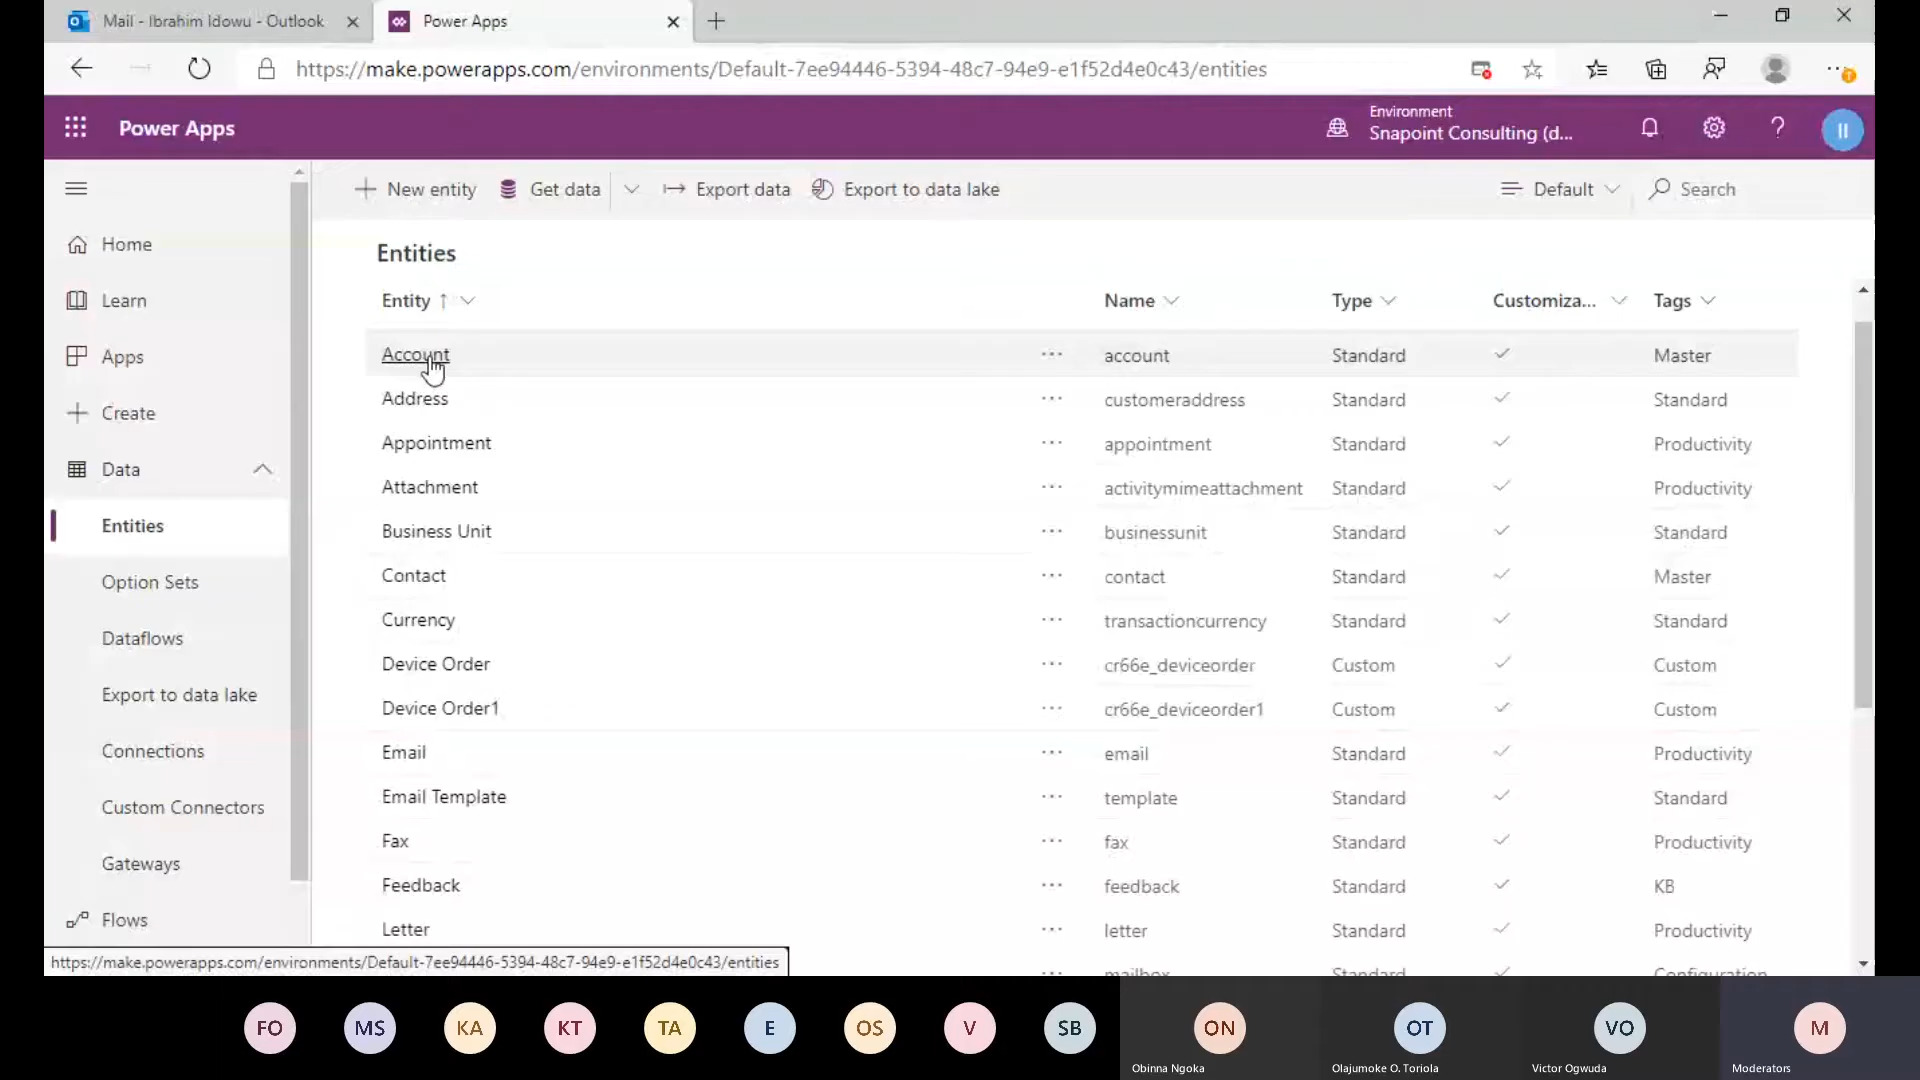 Mail - Ibrahim Idowu - Outlook
Power Apps
https://make.powerapps.com/environments/Default-7ee94446-5394-48c7-94e9-e1f52d4e0c43/entities
Power Apps
Environment
Snapoint Consulting (d...
II
New entity
Get data
Export data
Export to data lake
Default
Search
Home
Learn
Apps
Create
Data
Entities
Option Sets
Dataflows
Export to data lake
Connections
Custom Connectors
Gateways
Flows
Entities
Entity Name Type Customiza... Tags
Account ... account Standard Master
Address ... customeraddress Standard Standard
Appointment ... appointment Standard Productivity
Attachment ... activitymimeattachment Standard Productivity
Business Unit ... businessunit Standard Standard
Contact ... contact Standard Master
Currency ... transactioncurrency Standard Standard
Device Order ... cr66e_deviceorder Custom Custom
Device Order1 ... cr66e_deviceorder1 Custom Custom
Email ... email Standard Productivity
Email Template ... template Standard Standard
Fax ... fax Standard Productivity
Feedback ... feedback Standard KB
Letter ... letter Standard Productivity
... mailbox Standard Configuration
https://make.powerapps.com/environments/Default-7ee94446-5394-48c7-94e9-e1f52d4e0c43/entities
FO MS KA KT TA E OS V SB ON OT VO M
Obinna Ngoka
Olajumoke O. Toriola
Victor Ogwuda
Moderators